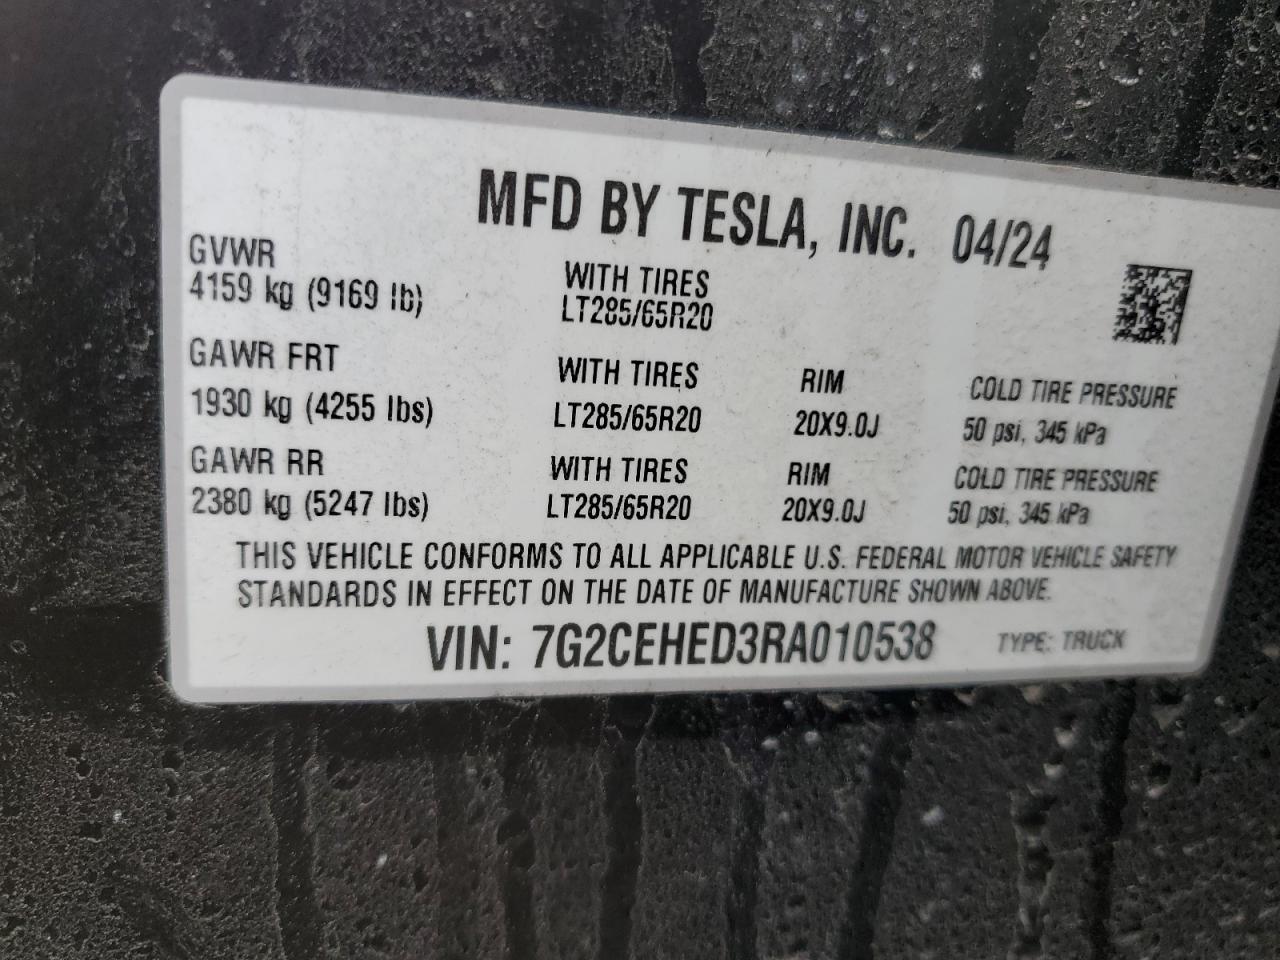 MFD BY TESLA, INC. 04/24
GVWR
4159 kg (9169 lb)
WITH TIRES
LT285/65R20
GAWR FRT
1930 kg (4255 lbs)
WITH TIRES
LT285/65R20
RIM
20X9.0J
COLD TIRE PRESSURE
50 psi, 345 kPa
GAWR RR
2380 kg (5247 lbs)
WITH TIRES
LT285/65R20
RIM
20X9.0J
COLD TIRE PRESSURE
50 psi, 345 kPa
THIS VEHICLE CONFORMS TO ALL APPLICABLE U.S. FEDERAL MOTOR VEHICLE SAFETY
STANDARDS IN EFFECT ON THE DATE OF MANUFACTURE SHOWN ABOVE.
VIN: 7G2CEHED3RA010538 TYPE: TRUCK